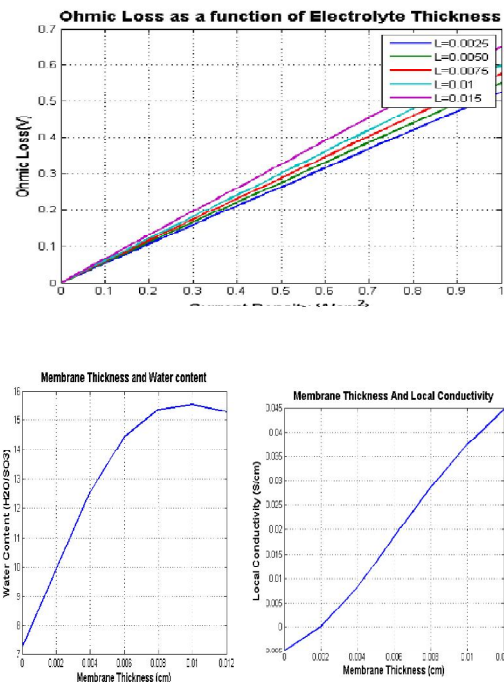 Ohmic Loss as a function of Electrolyte Thickness
0.7
0.6
0.5
0.4
0.3
0.2
0.1
0
Ohmic Loss(V)
L=0.0025
L=0.0050
L=0.0075
L=0.01
L=0.015
0 0.1 0.2 0.3 0.4 0.5 0.6 0.7 0.8 0.9 1
Membrane Thickness and Water content
16
15
14
13
12
11
10
9
8
7
Water Content (H2O/SO3)
0 0.002 0.004 0.006 0.008 0.01 0.012
Membrane Thickness (cm)
Membrane Thickness And Local Conductivity
0.045
0.04
0.035
0.03
0.025
0.02
0.015
0.01
0
Local Conductivity (S/cm)
0 0.002 0.004 0.006 0.008 0.01
Membrane Thickness (cm)